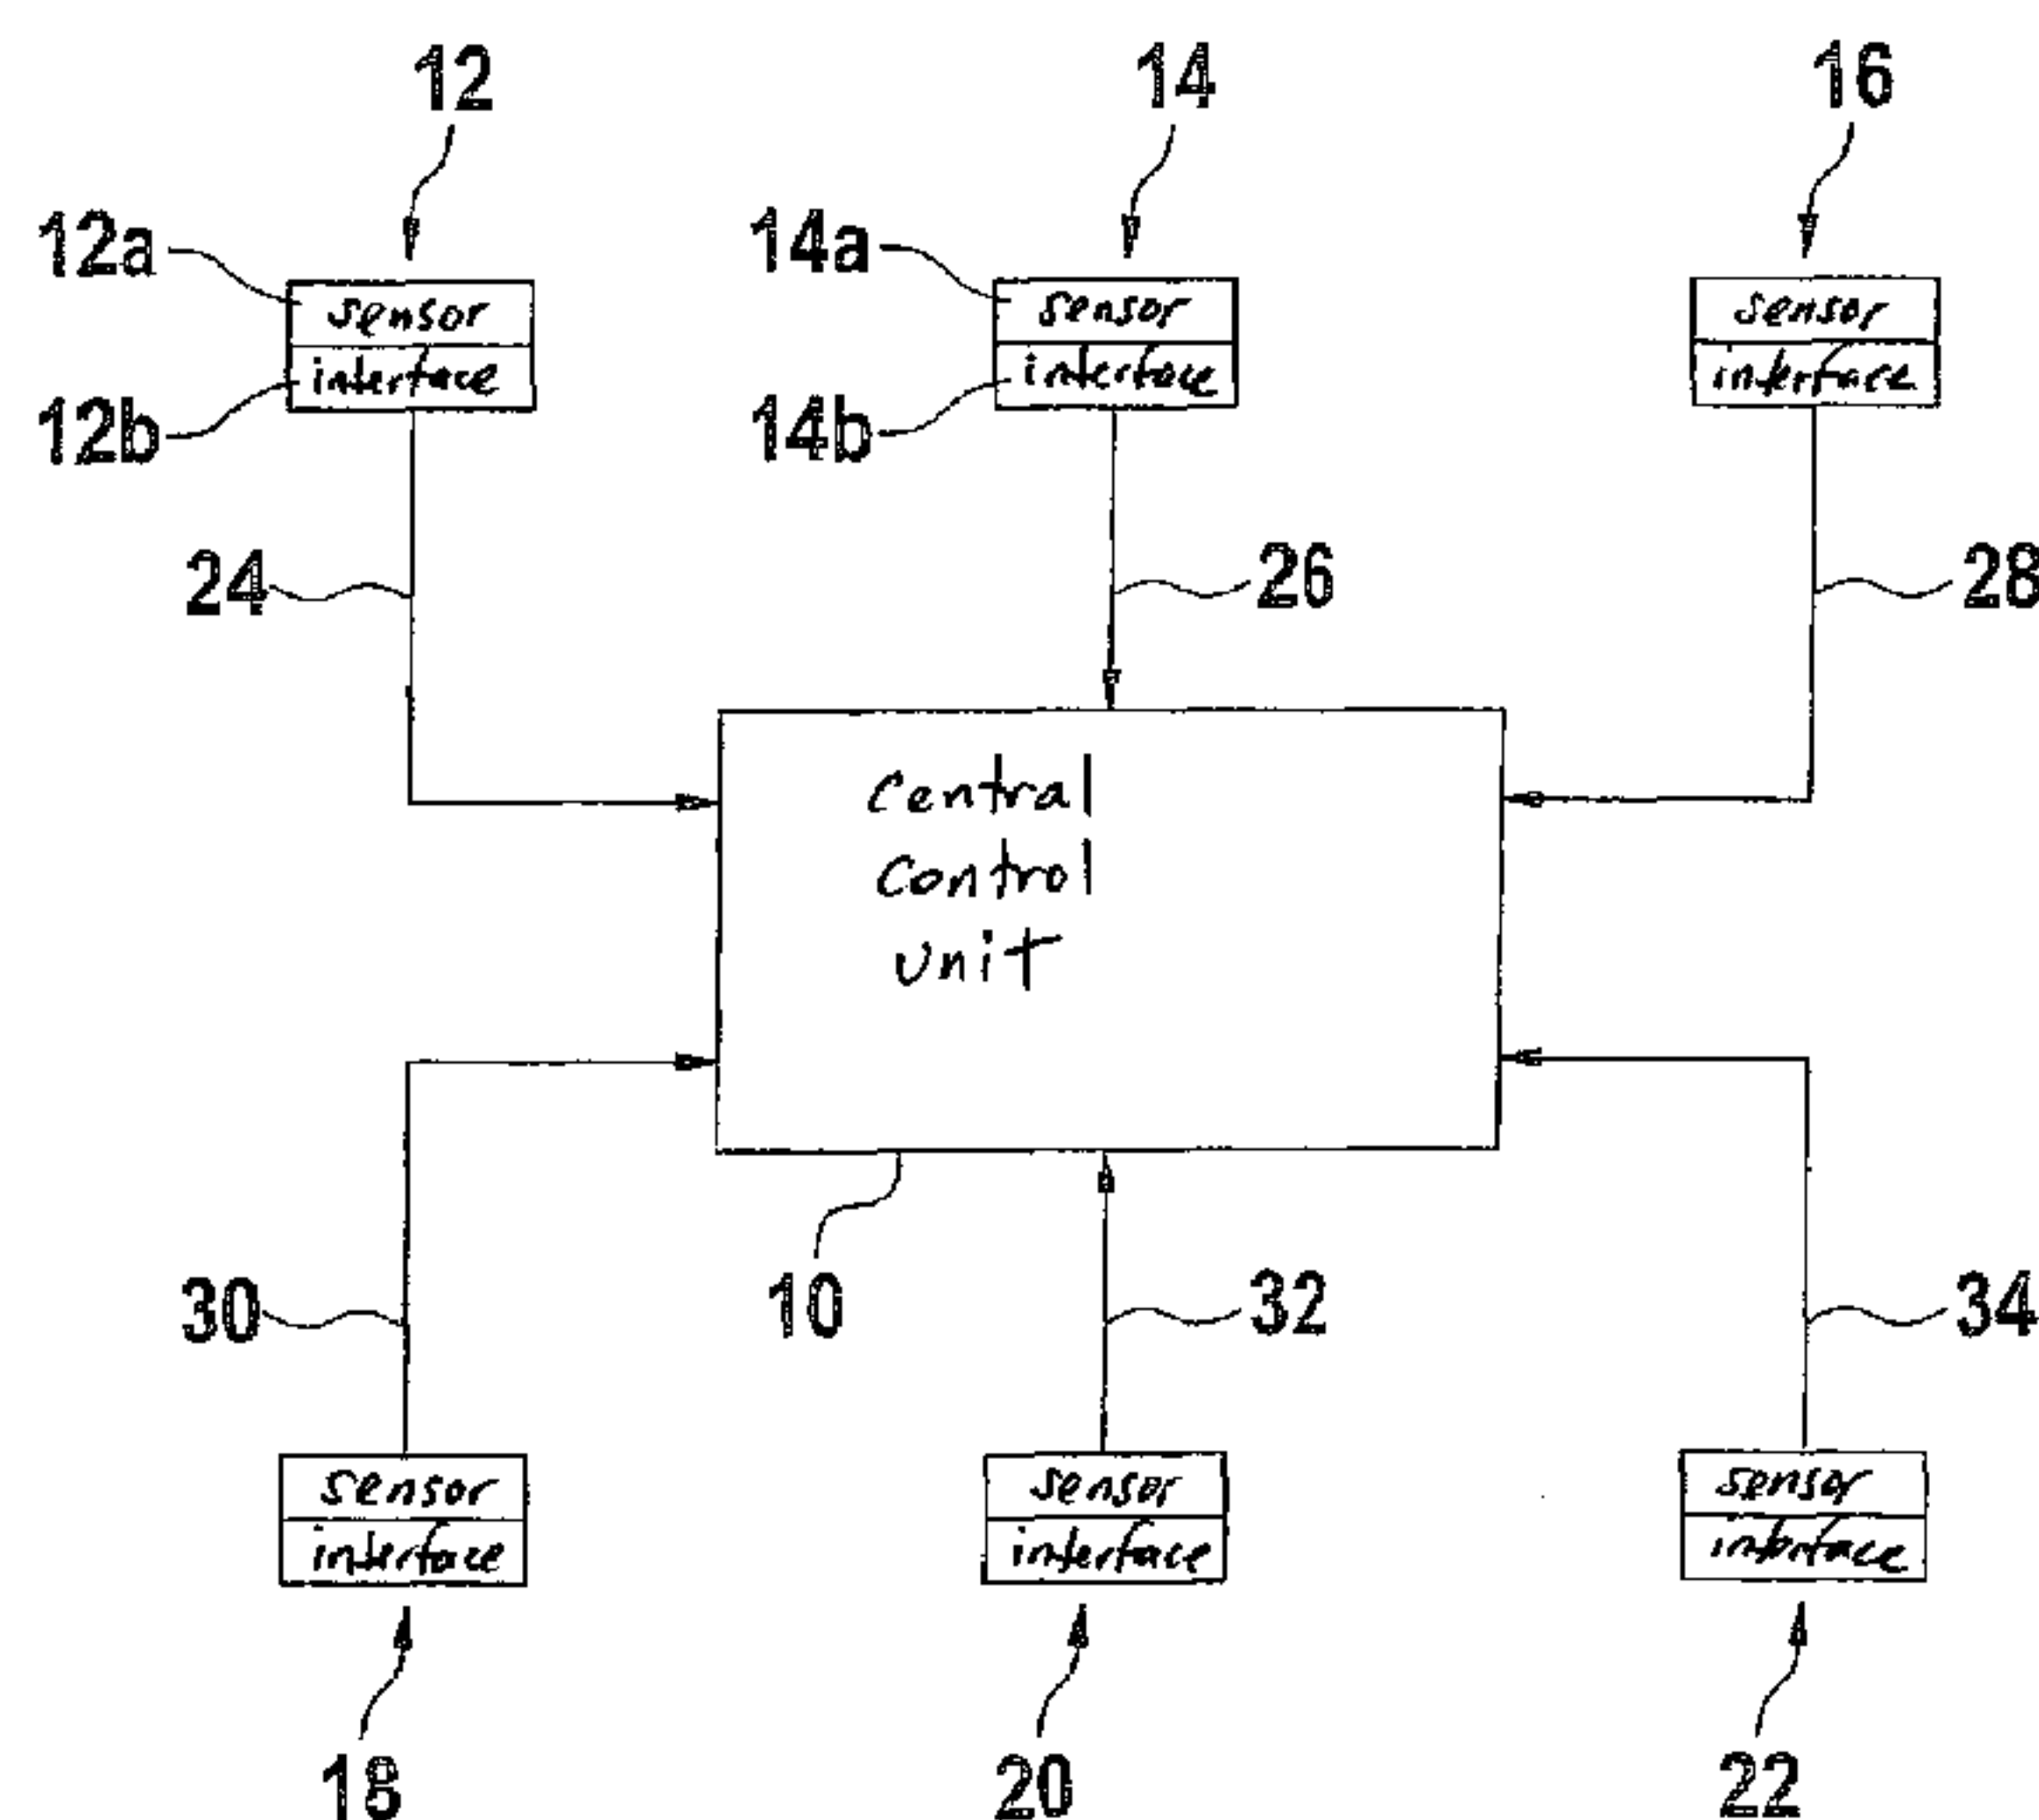 12
14
16
12a
sensor
interface
12b
14a
sensor
interface
14b
sensor
interface
24
26
28
Central
Control
Unit
30
10
32
34
sensor
interface
sensor
interface
sensor
interface
18
20
22